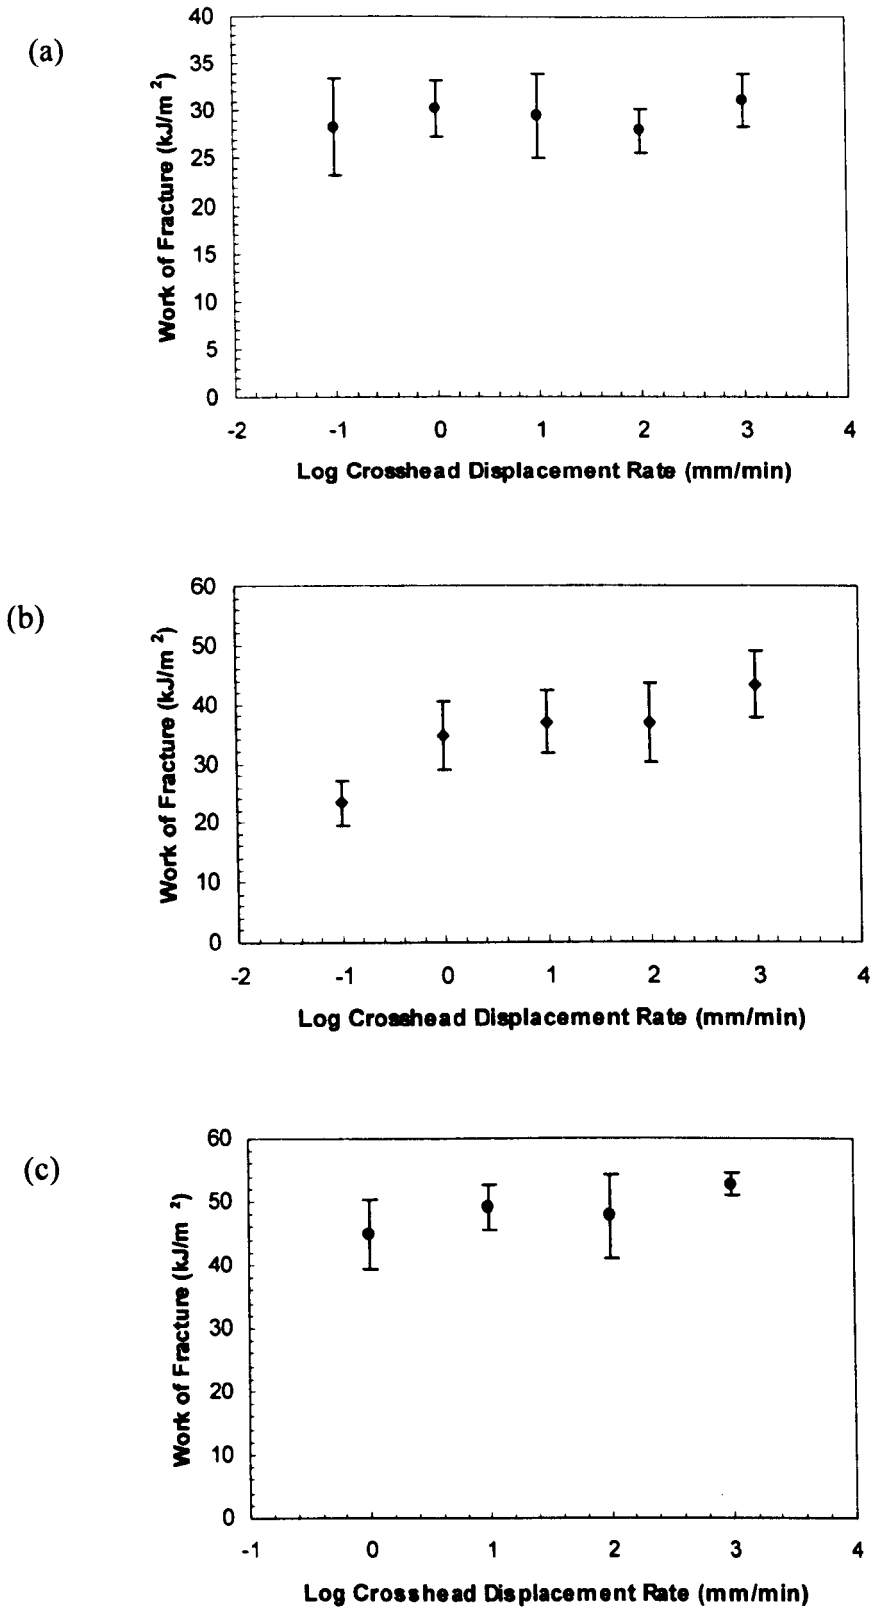 (a)
Work of Fracture (kJ/m²)
40
35
30
25
20
15
10
5
0
-2 -1 0 1 2 3 4
Log Crosshead Displacement Rate (mm/min)
(b)
Work of Fracture (kJ/m²)
60
50
40
30
20
10
0
-2 -1 0 1 2 3 4
Log Crosshead Displacement Rate (mm/min)
(c)
Work of Fracture (kJ/m²)
60
50
40
30
20
10
0
-1 0 1 2 3 4
Log Crosshead Displacement Rate (mm/min)